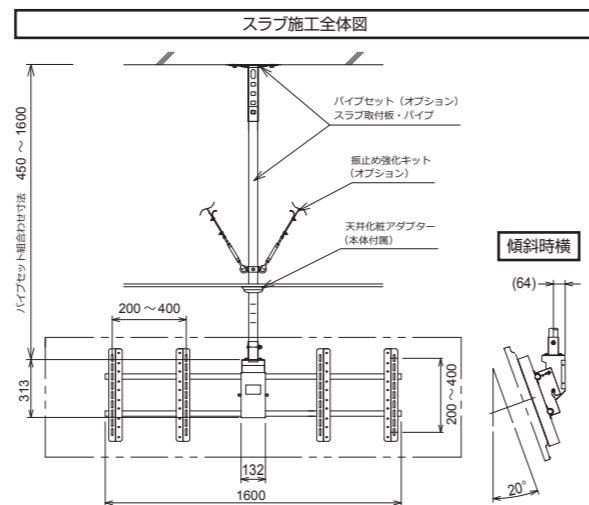 スラブ施工全体図
パイプセット（オプション）
スラブ取付板・パイプ
振止め強化キット
（オプション）
天井化粧アダプター
（本体付属）
パイプセット組合わせ寸法 450～1600
傾斜時横
(64)
200～400
313
200～400
132
1600
20°